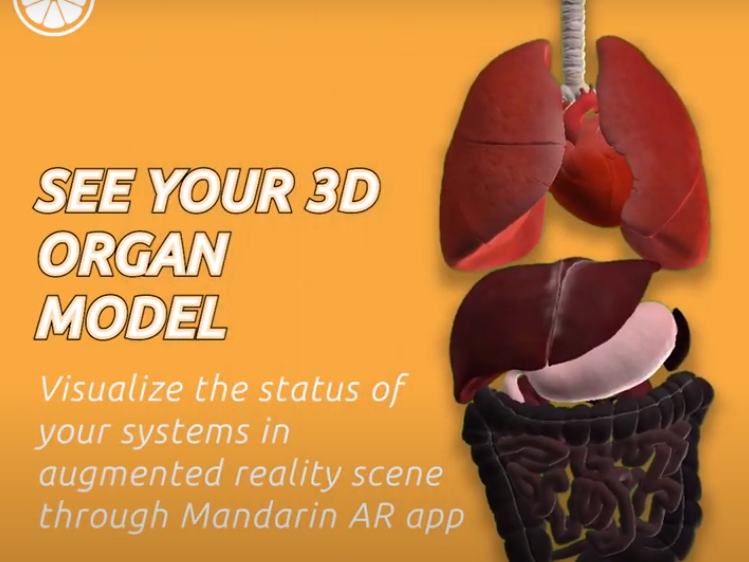 SEE YOUR 3D
ORGAN
MODEL
Visualize the status of
your systems in
augmented reality scene
through Mandarin AR app